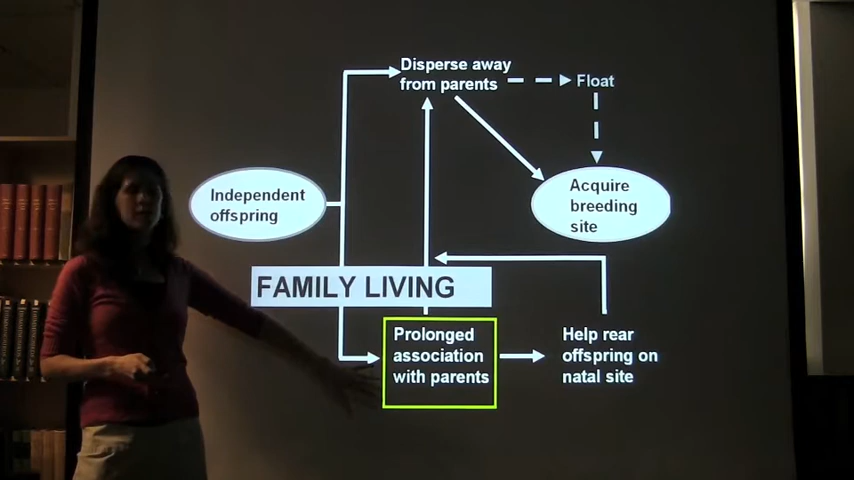 Disperse away
from parents
Float
Independent
offspring
Acquire
breeding
site
FAMILY LIVING
Prolonged
association
with parents
Help rear
offspring on
natal site